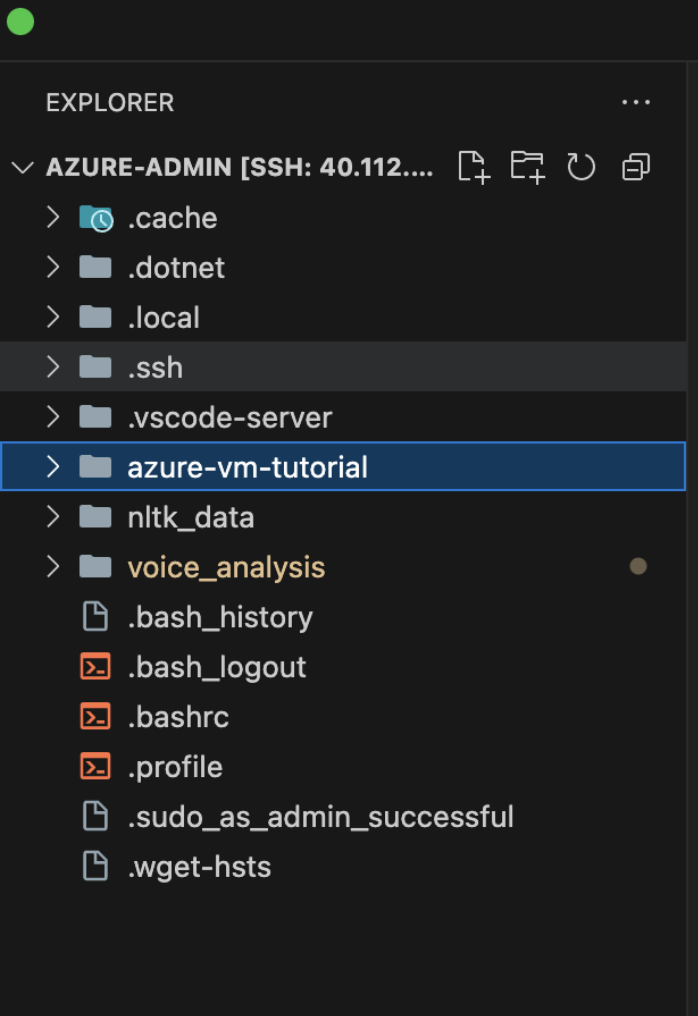 EXPLORER
AZURE-ADMIN [SSH: 40.112....
.cache
.dotnet
.local
.ssh
.vscode-server
azure-vm-tutorial
nltk_data
voice_analysis
.bash_history
.bash_logout
.bashrc
.profile
.sudo_as_admin_successful
.wget-hsts